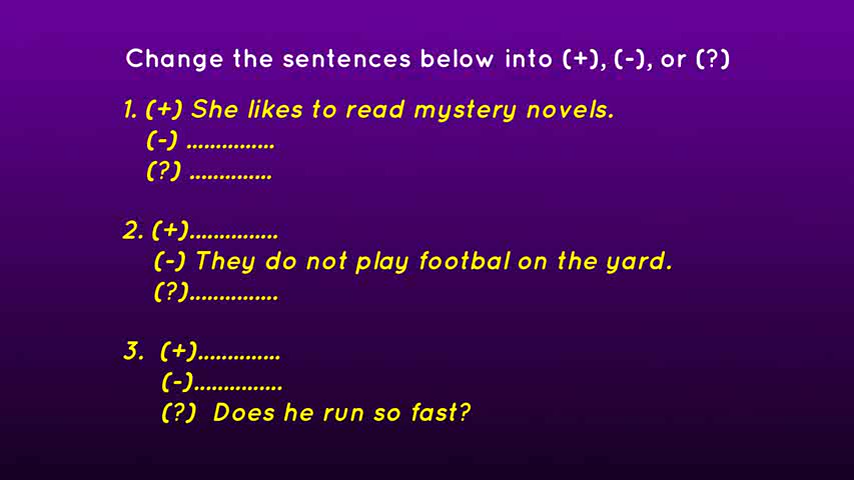 Change the sentences below into (+), (-), or (?)
1. (+) She likes to read mystery novels.
(-) ...............
(?) ..............
2. (+)...............
(-) They do not play footbal on the yard.
(?)...............
3. (+)..............
(-)...............
(?) Does he run so fast?